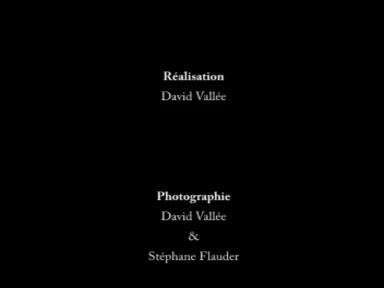 Réalisation
David Vallée
Photographie
David Vallée
&
Stéphane Flauder